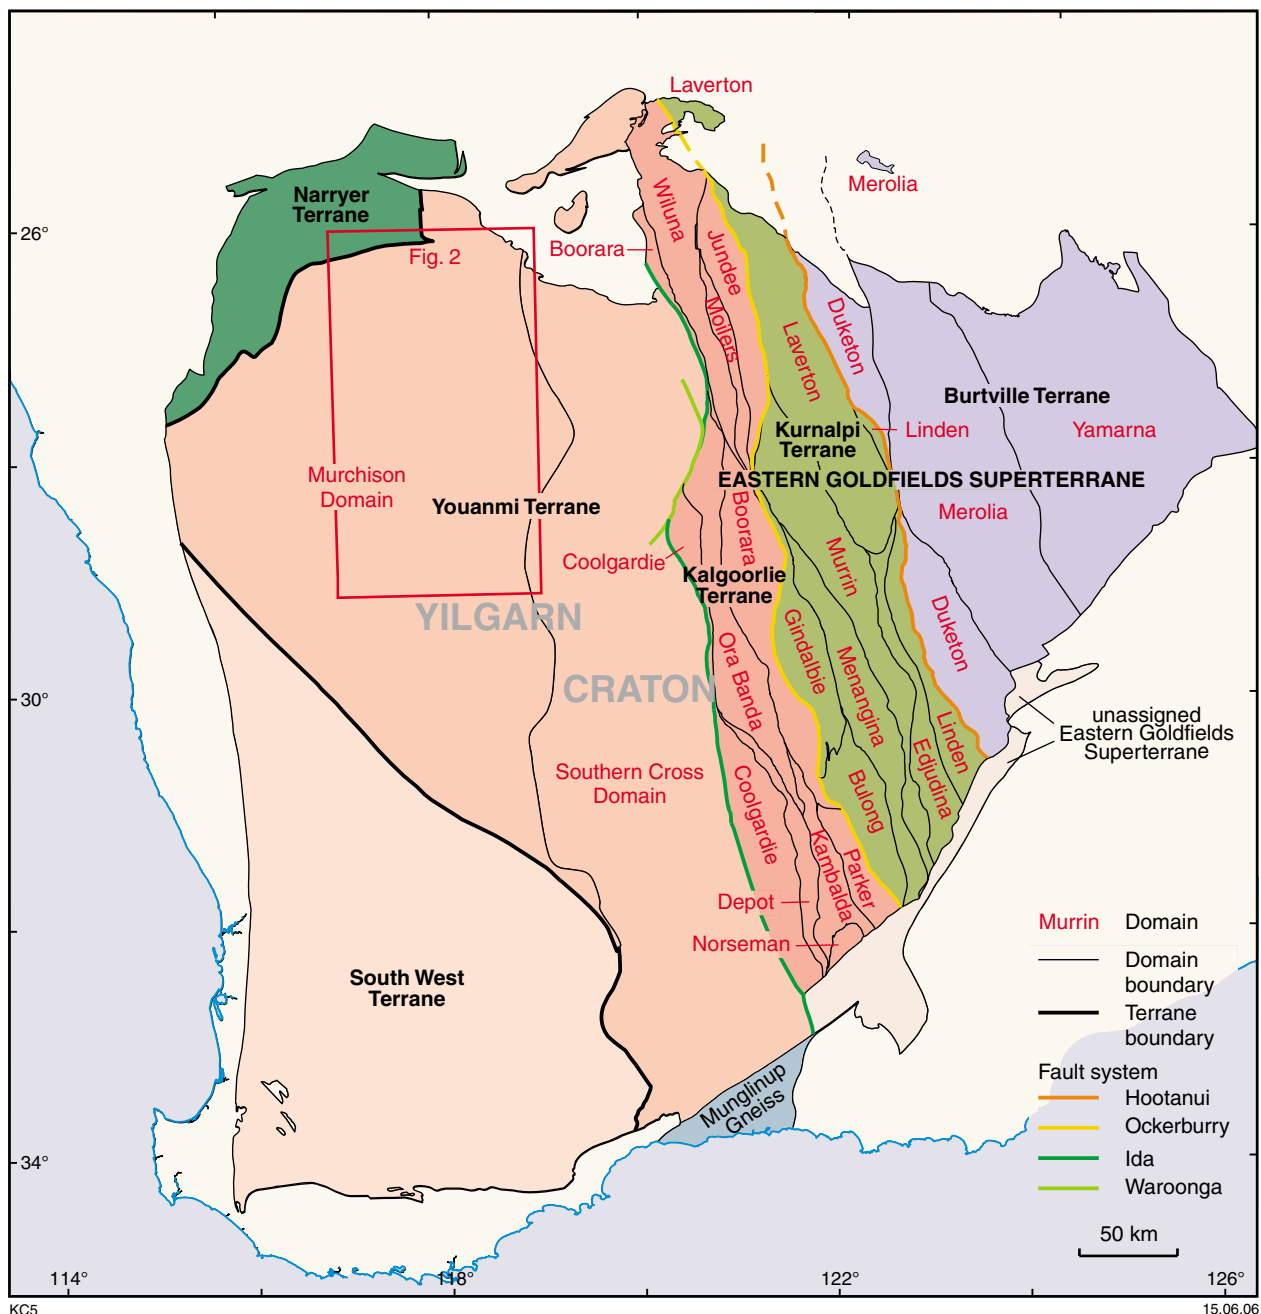 Laverton
Merolia
Narryer
Terrane
Wiluna
26°
Fig. 2
Boorara
Jundee
Moilers
Laverton
Duketon
Burtville Terrane
Kurnalpi
Terrane
Linden
Yamarna
Murchison
Domain
EASTERN GOLDFIELDS SUPERTERRANE
Youanmi Terrane
Merolia
Boorara
Coolgardie
Murrin
Kalgoorlie
Terrane
YILGARN
CRATON
Gindalbie
Duketon
Ora Banda
Menangina
30°
Linden
unassigned
Eastern Goldfields
Superterrane
Edjudina
Southern Cross
Domain
Coolgardie
Bulong
Kambalda
Parker
Depot
Norseman
South West
Terrane
Munglinup
Gneiss
34°
Murrin Domain
Domain
boundary
Terrane
boundary
Fault system
Hootanui
Ockerburry
Ida
Waroonga
50 km
114°
118°
122°
126°
KC5
15.06.06